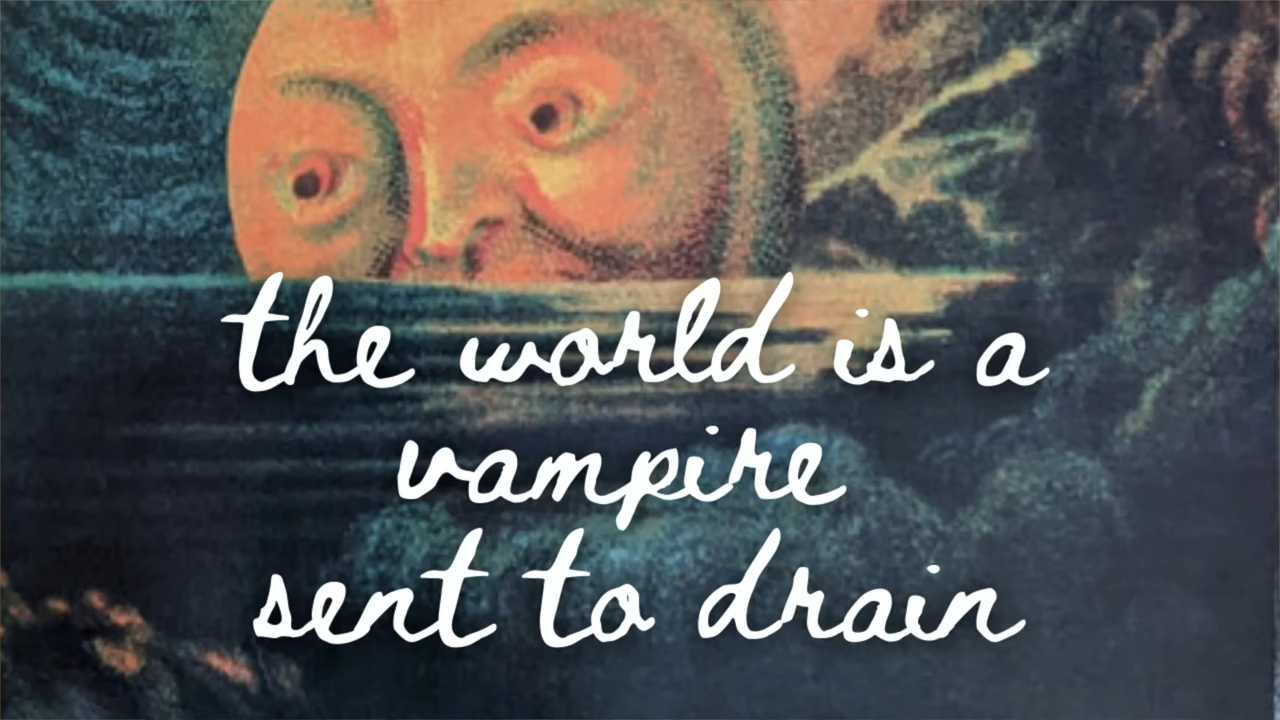 the world is a
vampire
sent to drain